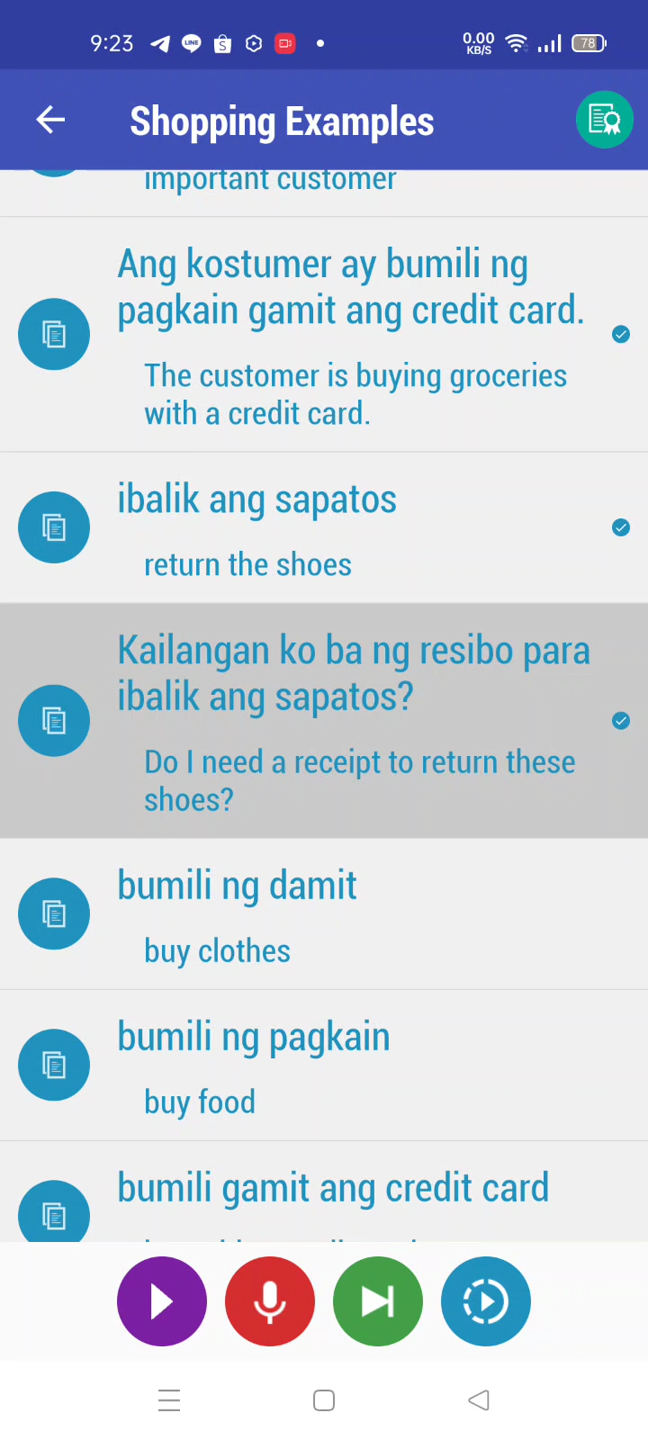 9:23
0.00
KB/S
78
Shopping Examples
important customer
Ang kostumer ay bumili ng
pagkain gamit ang credit card.
The customer is buying groceries
with a credit card.
ibalik ang sapatos
return the shoes
Kailangan ko ba ng resibo para
ibalik ang sapatos?
Do I need a receipt to return these
shoes?
bumili ng damit
buy clothes
bumili ng pagkain
buy food
bumili gamit ang credit card